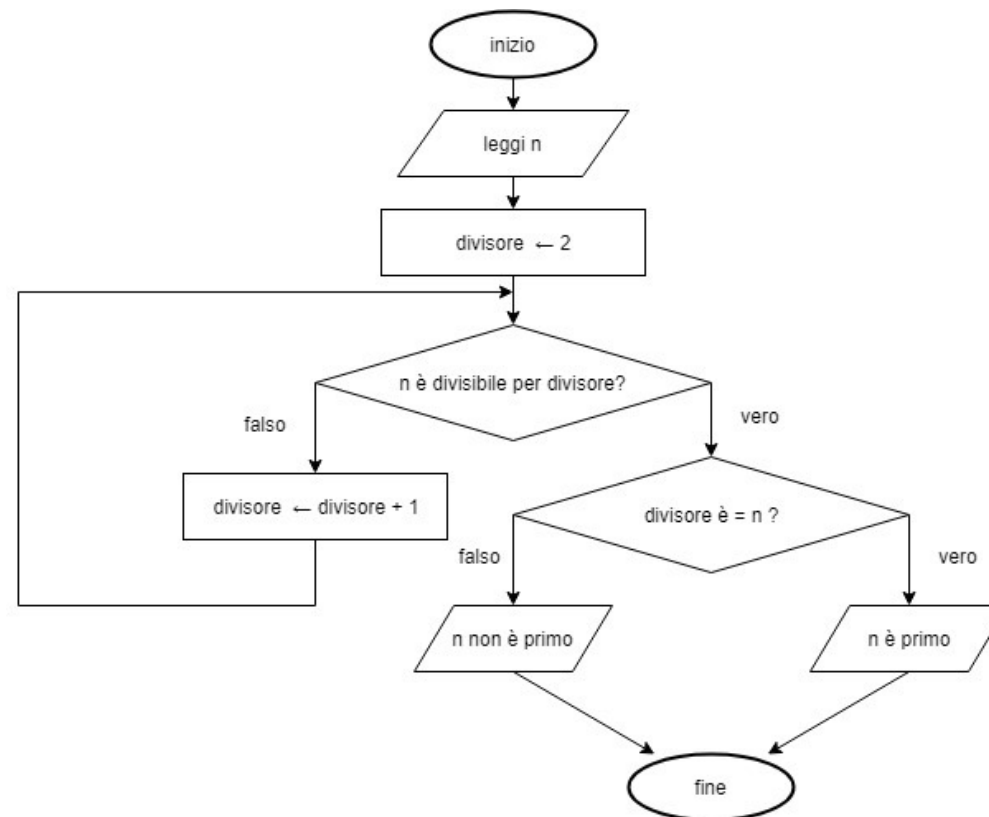 inizio
leggi n
divisore ← 2
n è divisibile per divisore?
falso
vero
divisore ← divisore + 1
divisore è = n ?
falso
vero
n non è primo
n è primo
fine